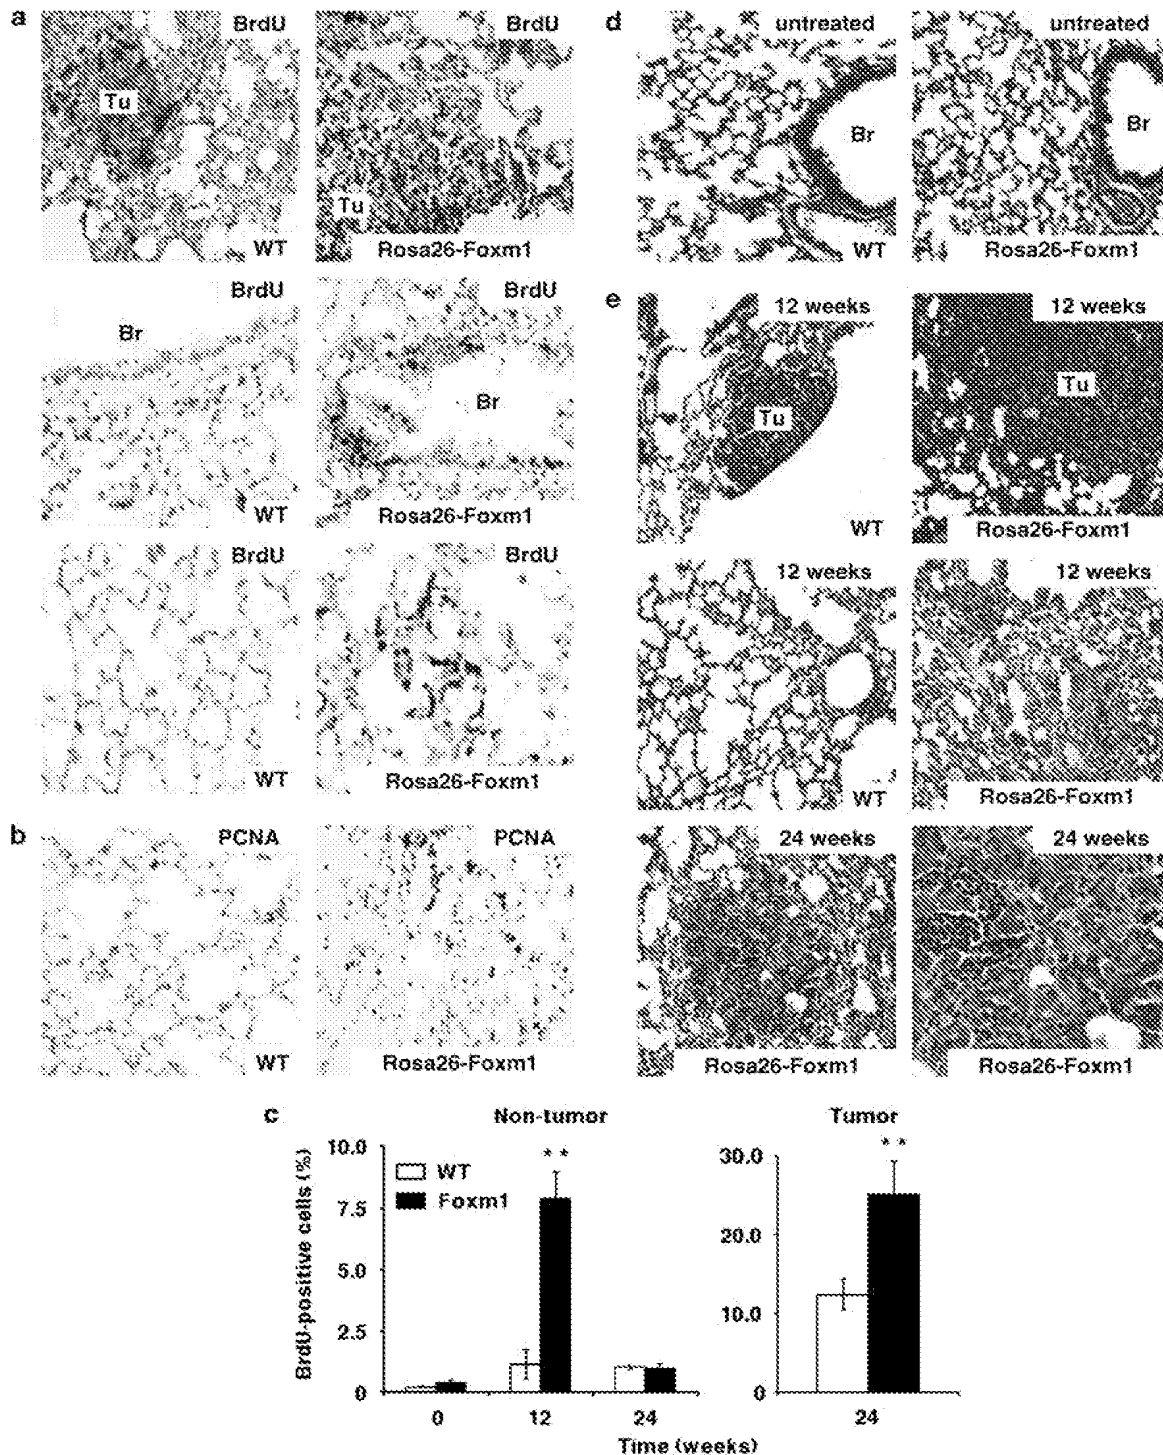 a
BrdU
BrdU
Tu
Tu
WT
Rosa26-Foxm1
BrdU
BrdU
Br
Br
WT
Rosa26-Foxm1
BrdU
BrdU
WT
Rosa26-Foxm1
b
PCNA
PCNA
WT
Rosa26-Foxm1
d
untreated
untreated
Br
Br
WT
Rosa26-Foxm1
e
12 weeks
12 weeks
Tu
Tu
WT
Rosa26-Foxm1
12 weeks
12 weeks
WT
Rosa26-Foxm1
24 weeks
24 weeks
Rosa26-Foxm1
Rosa26-Foxm1
c
Non-tumor
Tumor
BrdU-positive cells (%)
10.0
7.5
5.0
2.5
0
WT
Foxm1
**
0
12
24
30.0
20.0
10.0
0
**
24
Time (weeks)